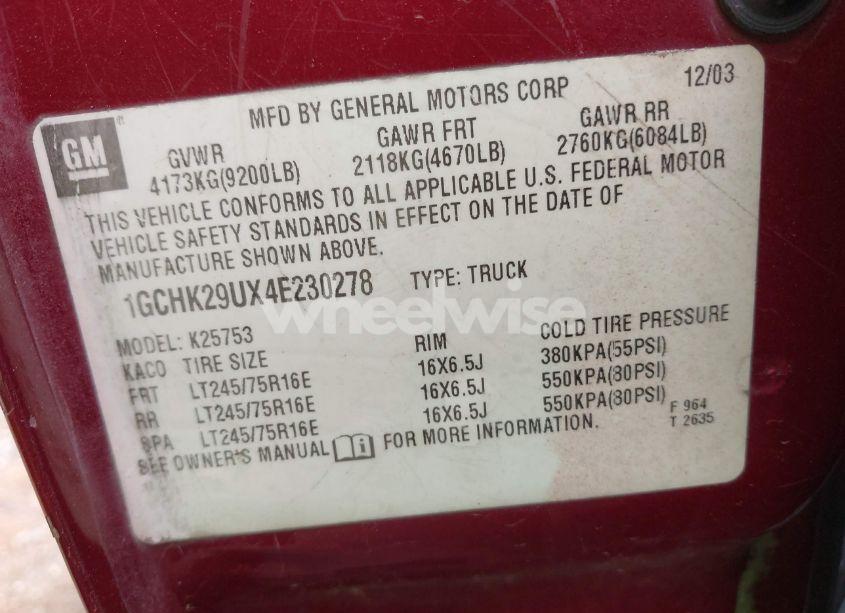 MFD BY GENERAL MOTORS CORP 12/03
GM
GVWR GAWR FRT GAWR RR
4173KG(9200LB) 2118KG(4670LB) 2760KG(6084LB)
THIS VEHICLE CONFORMS TO ALL APPLICABLE U.S. FEDERAL MOTOR
VEHICLE SAFETY STANDARDS IN EFFECT ON THE DATE OF
MANUFACTURE SHOWN ABOVE.
1GCHK29UX4E230278 TYPE: TRUCK
wheelwise
MODEL: K25753
KACO TIRE SIZE RIM COLD TIRE PRESSURE
FRT LT245/75R16E 16X6.5J 380KPA(55PSI)
RR LT245/75R16E 16X6.5J 550KPA(80PSI)
SPA LT245/75R16E 16X6.5J 550KPA(80PSI)
SEE OWNER'S MANUAL FOR MORE INFORMATION.
F 964
T 2635